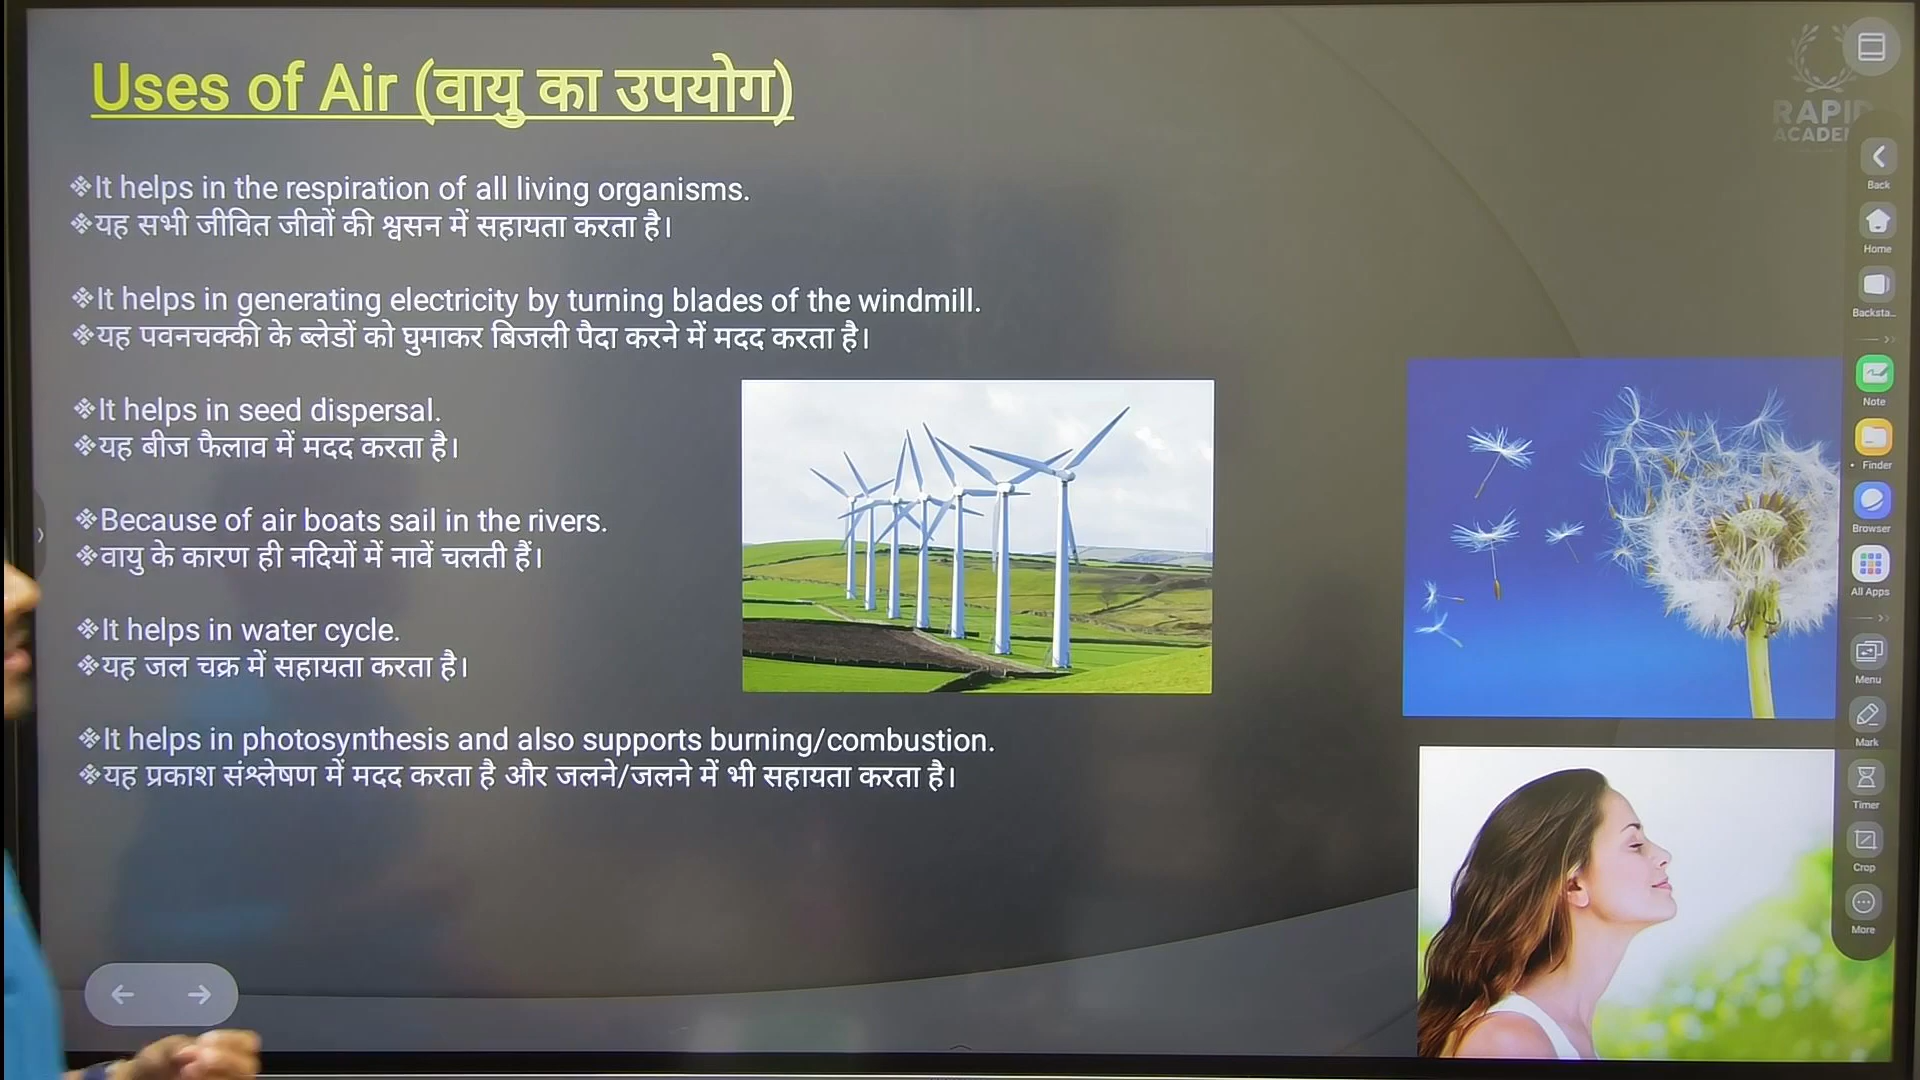 Uses of Air (वायु का उपयोग)
RAPID
❖It helps in the respiration of all living organisms.
❖यह सभी जीवित जीवों की श्वसन में सहायता करता है।
❖It helps in generating electricity by turning blades of the windmill.
❖यह पवनचक्की के ब्लेडों को घुमाकर बिजली पैदा करने में मदद करता है।
❖It helps in seed dispersal.
❖यह बीज फैलाव में मदद करता है।
❖Because of air boats sail in the rivers.
❖वायु के कारण ही नदियों में नावें चलती हैं।
❖It helps in water cycle.
❖यह जल चक्र में सहायता करता है।
❖It helps in photosynthesis and also supports burning/combustion.
❖यह प्रकाश संश्लेषण में मदद करता है और जलने/जलने में भी सहायता करता है।
Back
Home
Backsta...
Note
Finder
Browser
All Apps
Menu
Mark
Timer
Crop
More